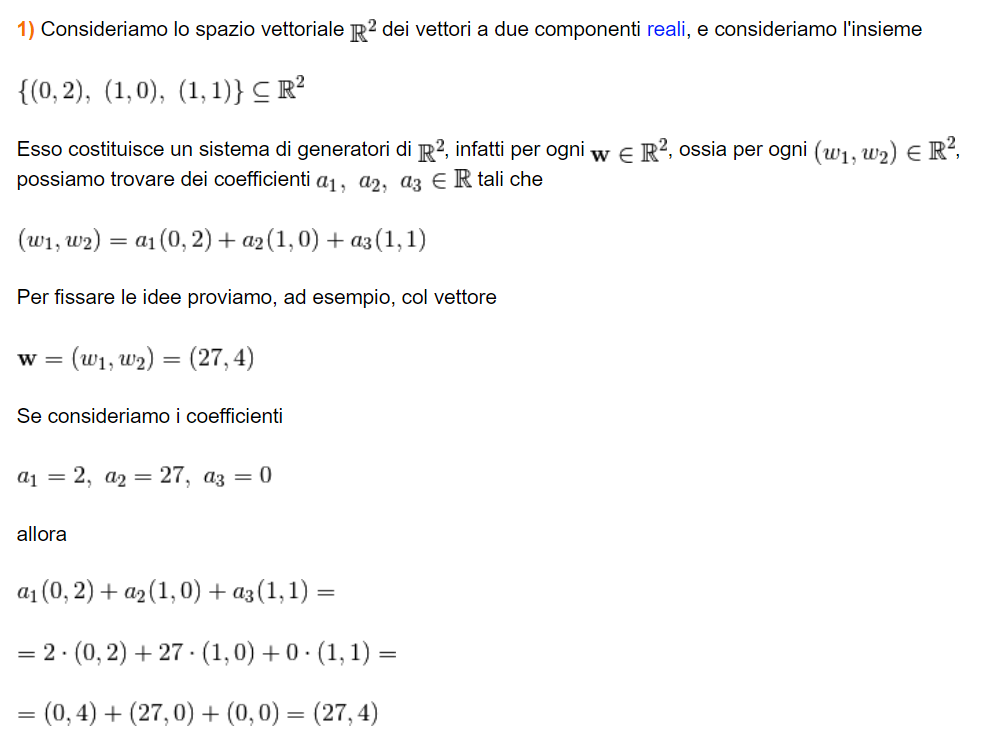 1) Consideriamo lo spazio vettoriale ℝ² dei vettori a due componenti reali, e consideriamo l'insieme
{(0, 2), (1, 0), (1, 1)} ⊆ ℝ²
Esso costituisce un sistema di generatori di ℝ², infatti per ogni w ∈ ℝ², ossia per ogni (w₁, w₂) ∈ ℝ²,
possiamo trovare dei coefficienti a₁, a₂, a₃ ∈ ℝ tali che
(w₁, w₂) = a₁(0, 2) + a₂(1, 0) + a₃(1, 1)
Per fissare le idee proviamo, ad esempio, col vettore
w = (w₁, w₂) = (27, 4)
Se consideriamo i coefficienti
a₁ = 2, a₂ = 27, a₃ = 0
allora
a₁(0, 2) + a₂(1, 0) + a₃(1, 1) =
= 2 · (0, 2) + 27 · (1, 0) + 0 · (1, 1) =
= (0, 4) + (27, 0) + (0, 0) = (27, 4)